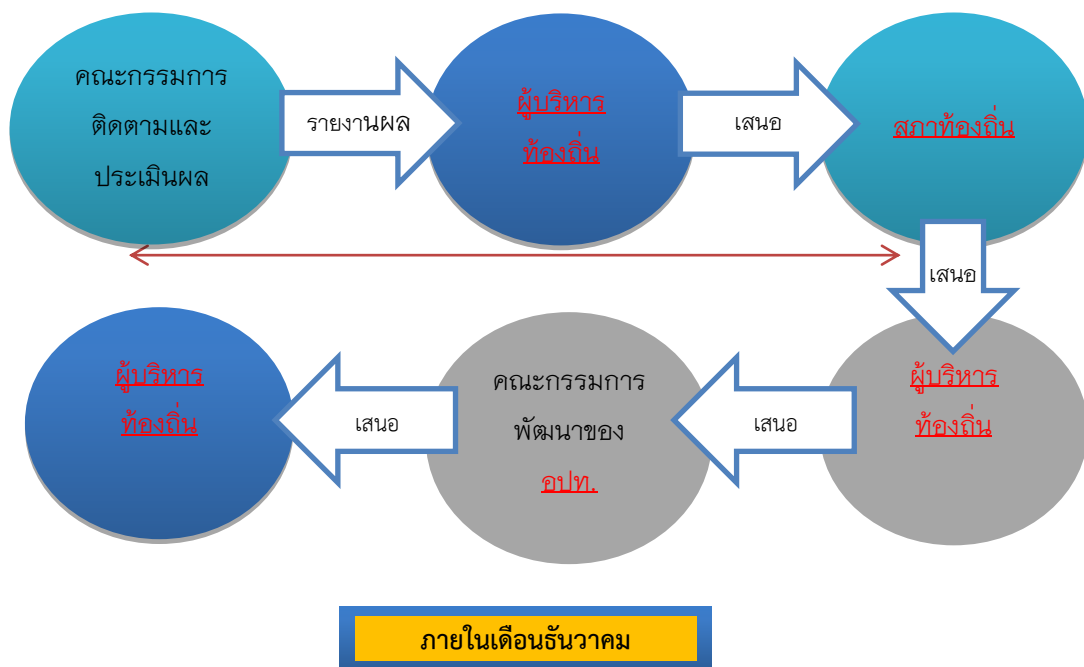 คณะกรรมการ
ติดตามและ
ประเมินผล
รายงานผล
ผู้บริหาร
ท้องถิ่น
เสนอ
สภาท้องถิ่น
เสนอ
ผู้บริหาร
ท้องถิ่น
เสนอ
คณะกรรมการ
พัฒนาของ
อปท.
เสนอ
ผู้บริหาร
ท้องถิ่น
ภายในเดือนธันวาคม